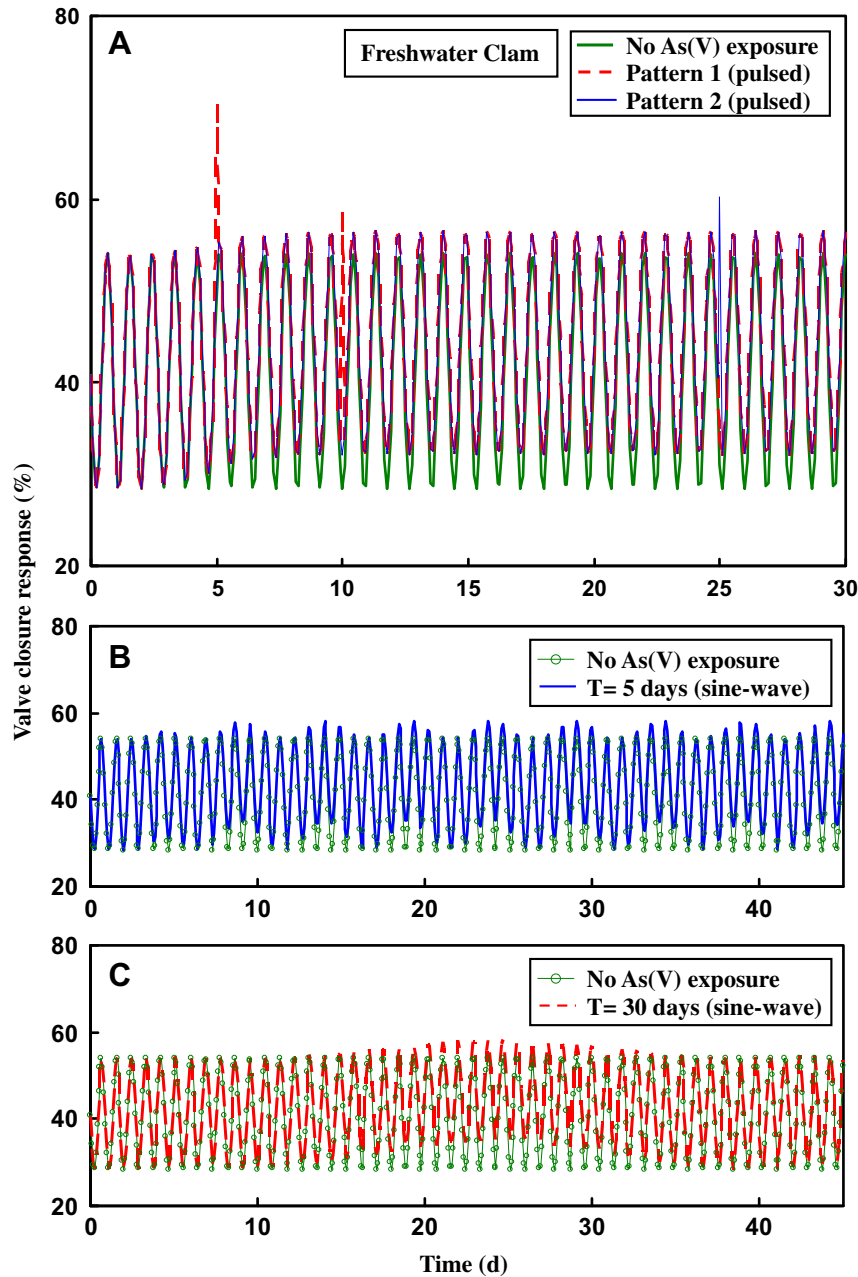 80
A
Freshwater Clam
No As(V) exposure
Pattern 1 (pulsed)
Pattern 2 (pulsed)
60
40
20
0 5 10 15 20 25 30
Valve closure response (%)
80
B
No As(V) exposure
T= 5 days (sine-wave)
60
40
20
0 10 20 30 40
80
C
No As(V) exposure
T= 30 days (sine-wave)
60
40
20
0 10 20 30 40
Time (d)